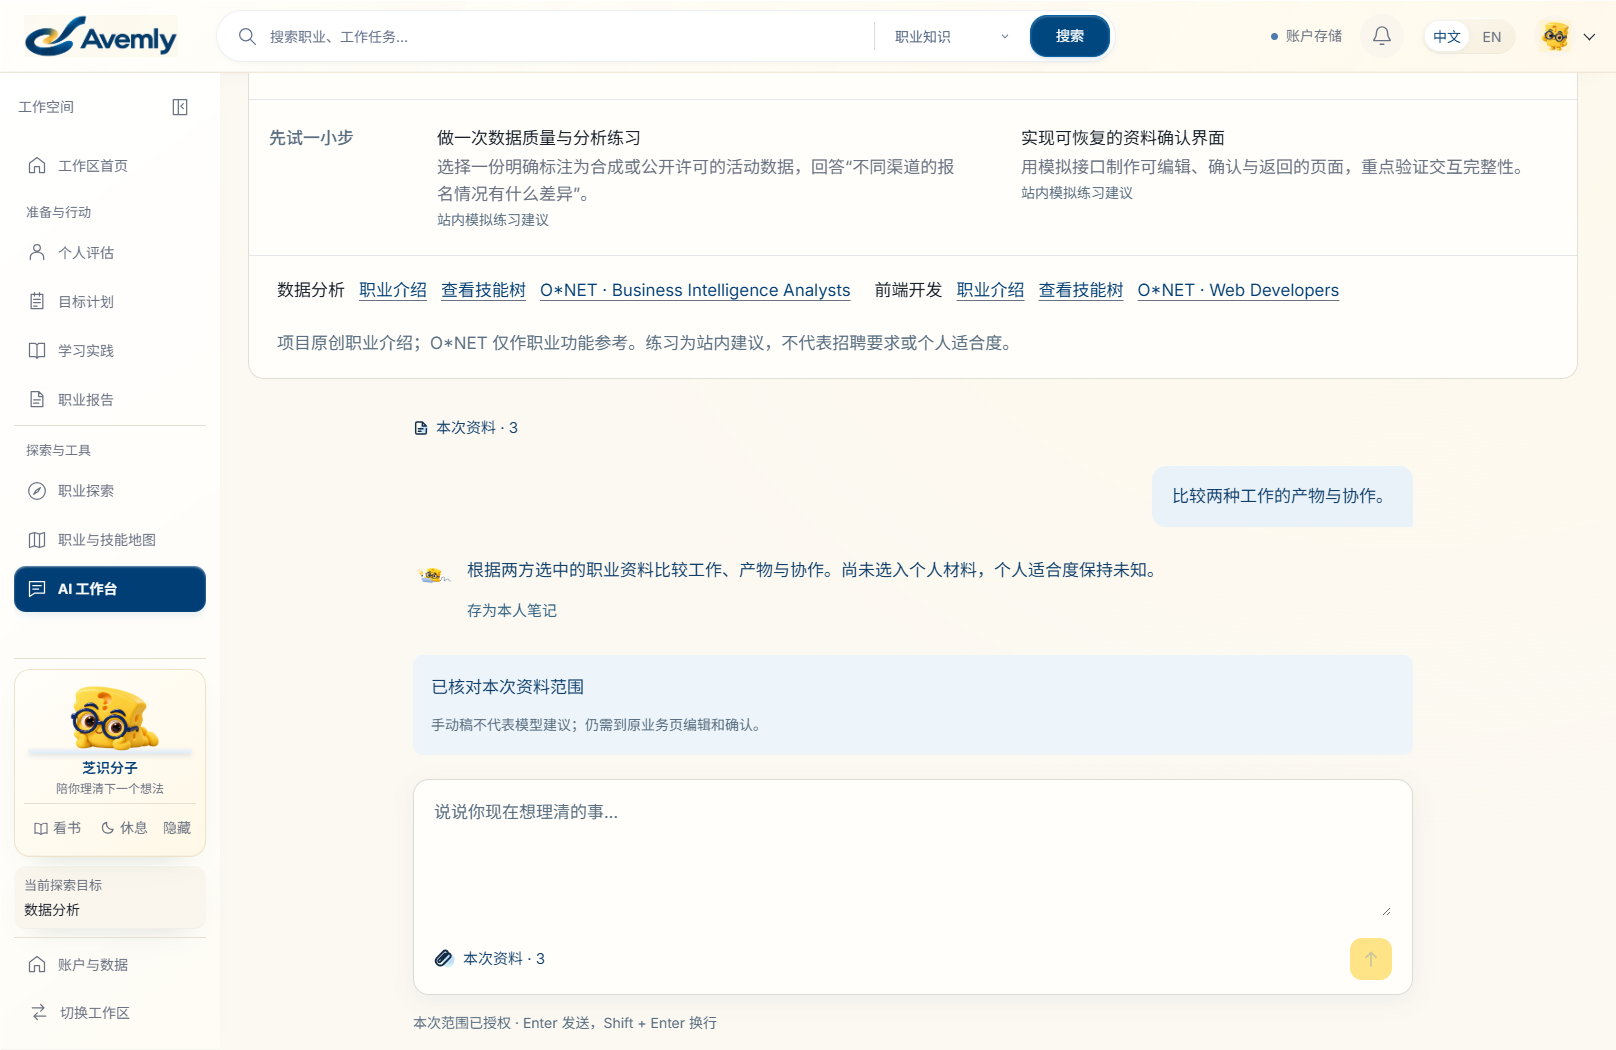 Avemly
搜索职业、工作任务...
职业知识
搜索
账户存储
中文
EN
工作空间
工作区首页
准备与行动
个人评估
目标计划
学习实践
职业报告
探索与工具
职业探索
职业与技能地图
AI 工作台
芝识分子
陪你理清下一个想法
看书
休息
隐藏
当前探索目标
数据分析
账户与数据
切换工作区
先试一小步
做一次数据质量与分析练习
选择一份明确标注为合成或公开许可的活动数据，回答“不同渠道的报
名情况有什么差异”。
站内模拟练习建议
实现可恢复的资料确认界面
用模拟接口制作可编辑、确认与返回的页面，重点验证交互完整性。
站内模拟练习建议
数据分析 职业介绍 查看技能树 O*NET · Business Intelligence Analysts 前端开发 职业介绍 查看技能树 O*NET · Web Developers
项目原创职业介绍；O*NET 仅作职业功能参考。练习为站内建议，不代表招聘要求或个人适合度。
本次资料 · 3
比较两种工作的产物与协作。
根据两方选中的职业资料比较工作、产物与协作。尚未选入个人材料，个人适合度保持未知。
存为本人笔记
已核对本次资料范围
手动稿不代表模型建议；仍需到原业务页编辑和确认。
说说你现在想理清的事...
本次资料 · 3
本次范围已授权 · Enter 发送，Shift + Enter 换行